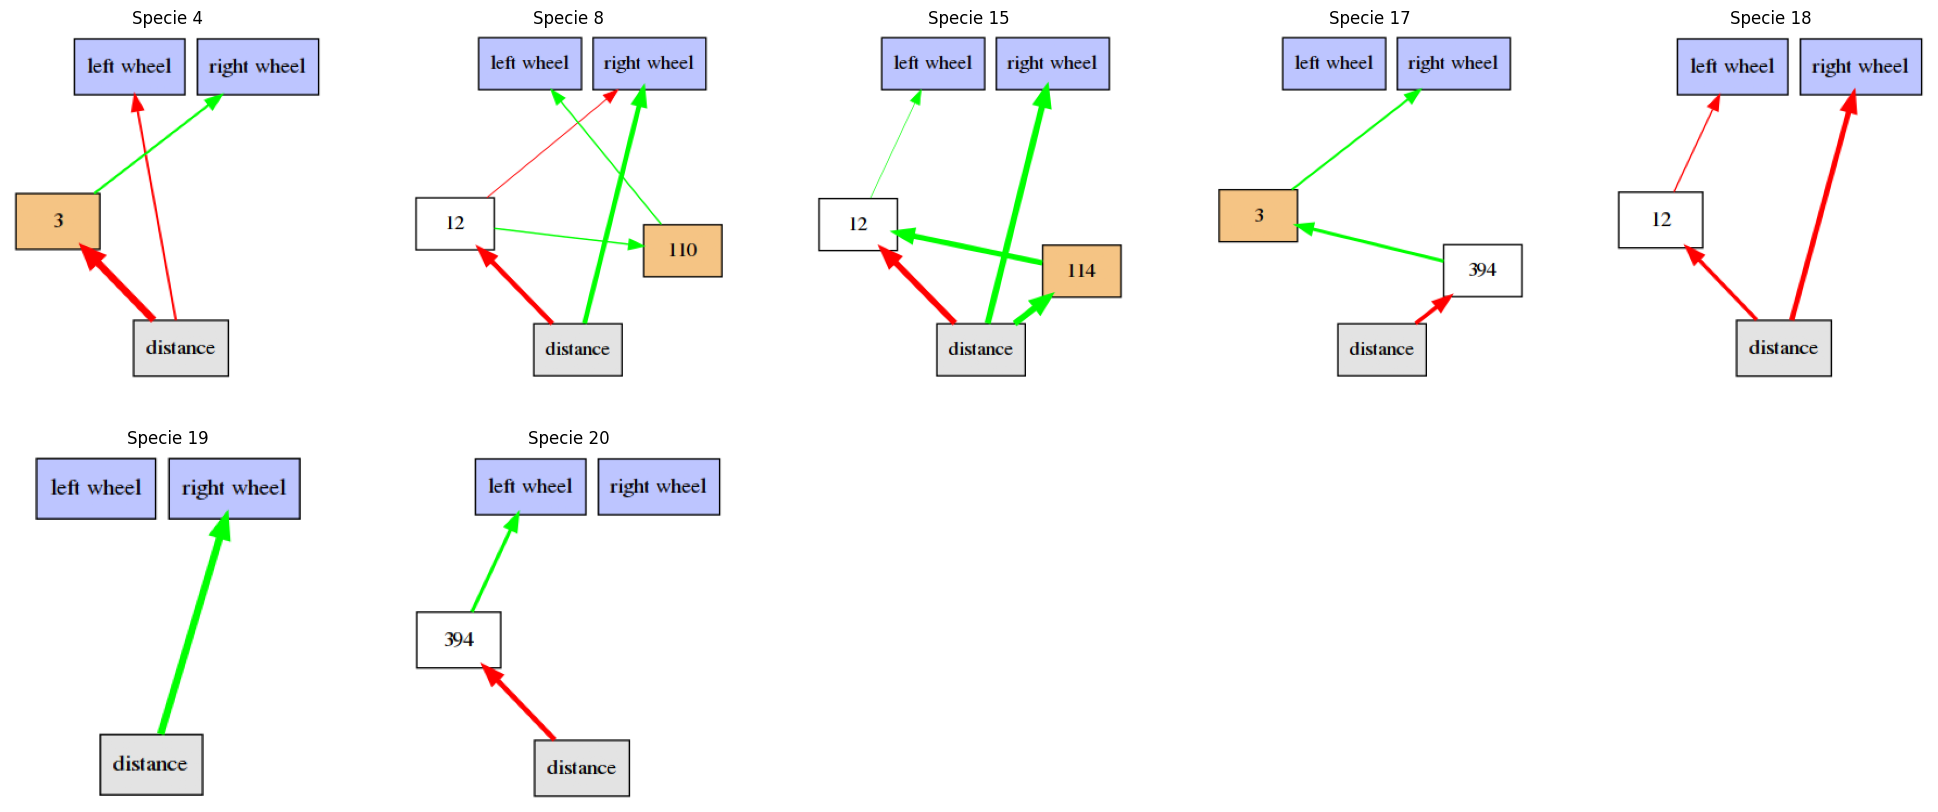 Specie 4
left wheel right wheel
3
distance
Specie 8
left wheel right wheel
12
110
distance
Specie 15
left wheel right wheel
12
114
distance
Specie 17
left wheel right wheel
3
394
distance
Specie 18
left wheel right wheel
12
distance
Specie 19
left wheel right wheel
distance
Specie 20
left wheel right wheel
394
distance